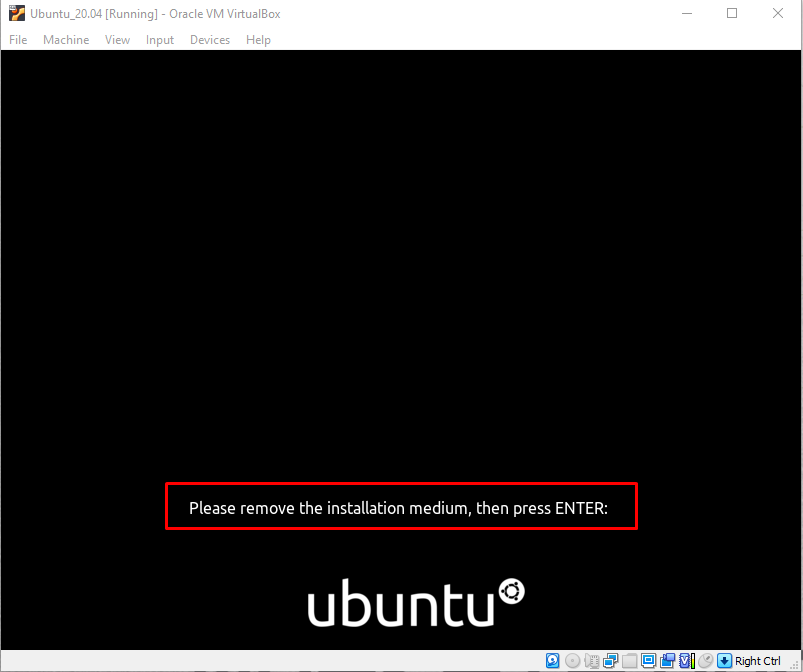 Ubuntu_20.04 [Running] - Oracle VM VirtualBox
File Machine View Input Devices Help
Please remove the installation medium, then press ENTER:
ubuntu
Right Ctrl